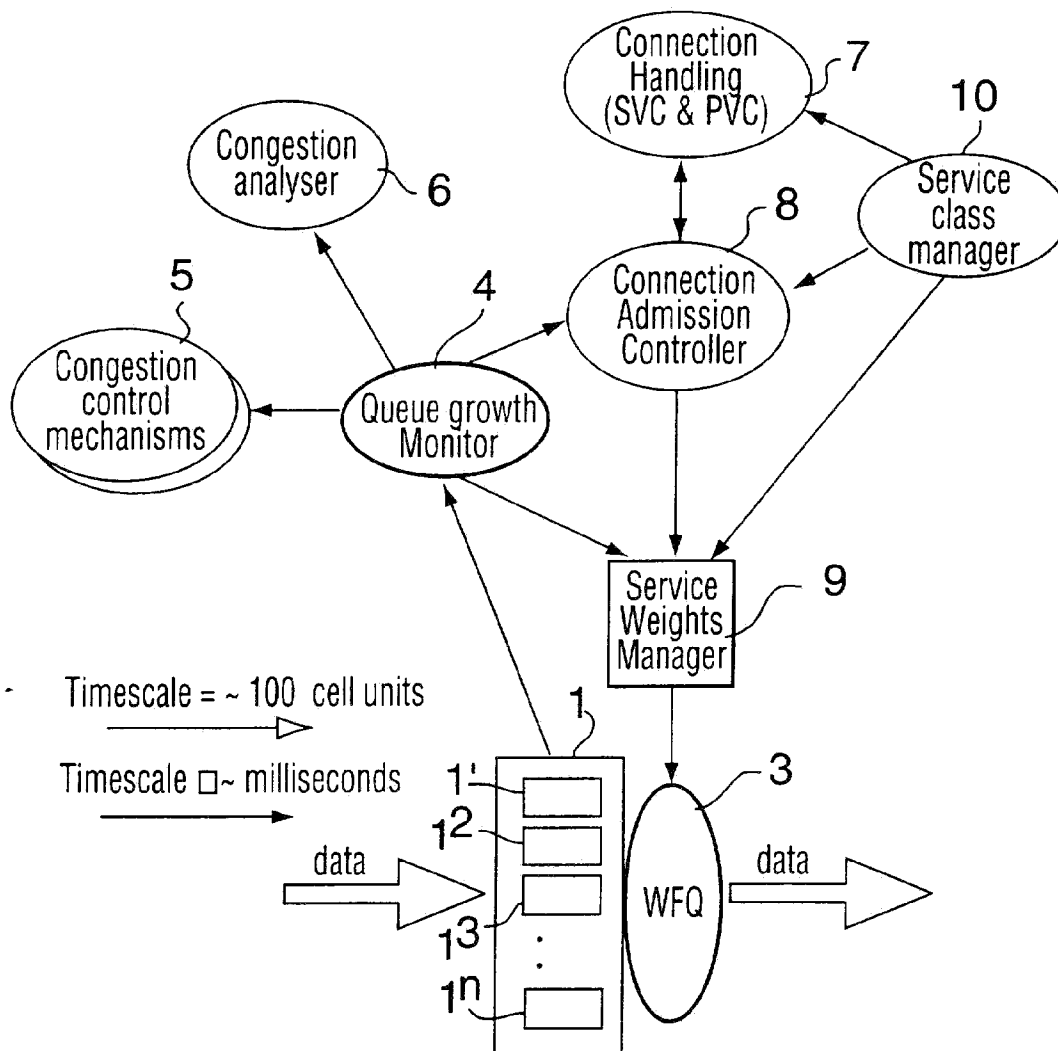 Connection
Handling
(SVC & PVC)
7
10
Congestion
analyser
6
Service
class
manager
8
5
4
Connection
Admission
Controller
Congestion
control
mechanisms
Queue growth
Monitor
Service
Weights
Manager
9
Timescale = ~ 100 cell units
Timescale □~ milliseconds
1
1'
1²
1³
1ⁿ
3
data
WFQ
data